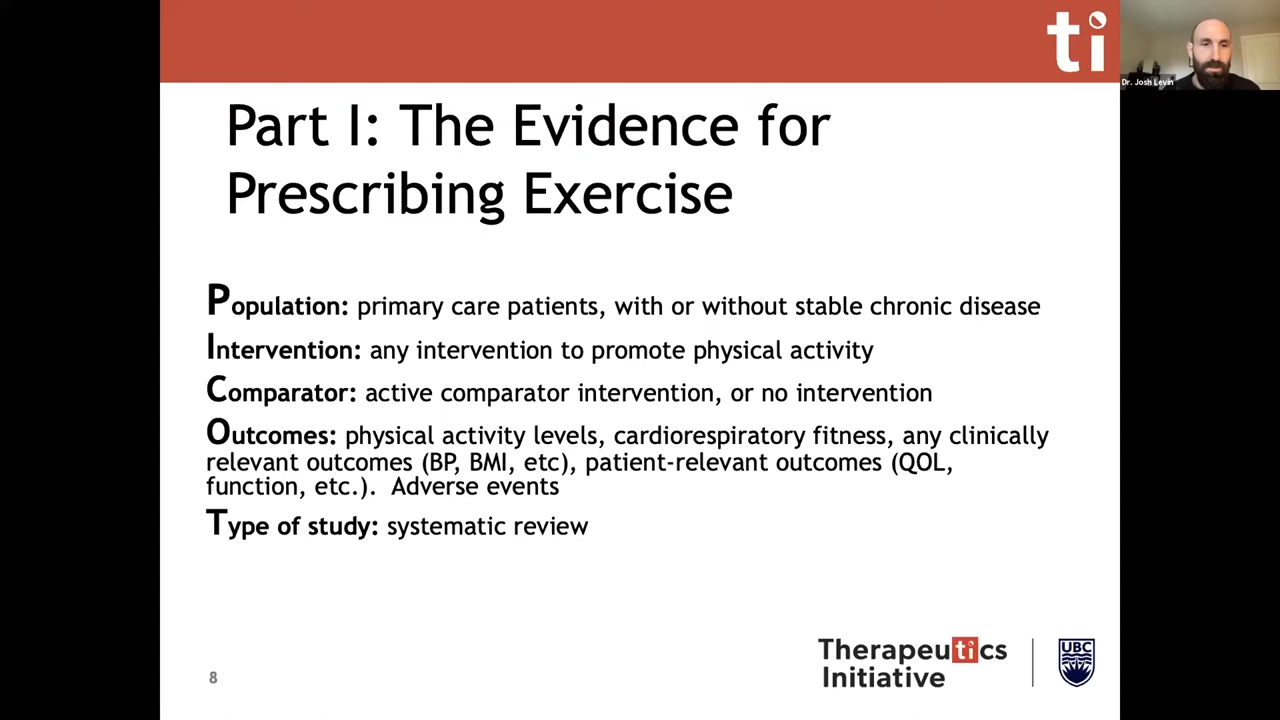 ti
Dr. Josh Levin
Part I: The Evidence for
Prescribing Exercise
Population: primary care patients, with or without stable chronic disease
Intervention: any intervention to promote physical activity
Comparator: active comparator intervention, or no intervention
Outcomes: physical activity levels, cardiorespiratory fitness, any clinically
relevant outcomes (BP, BMI, etc), patient-relevant outcomes (QOL,
function, etc.). Adverse events
Type of study: systematic review
Therapeutics
Initiative
UBC
8